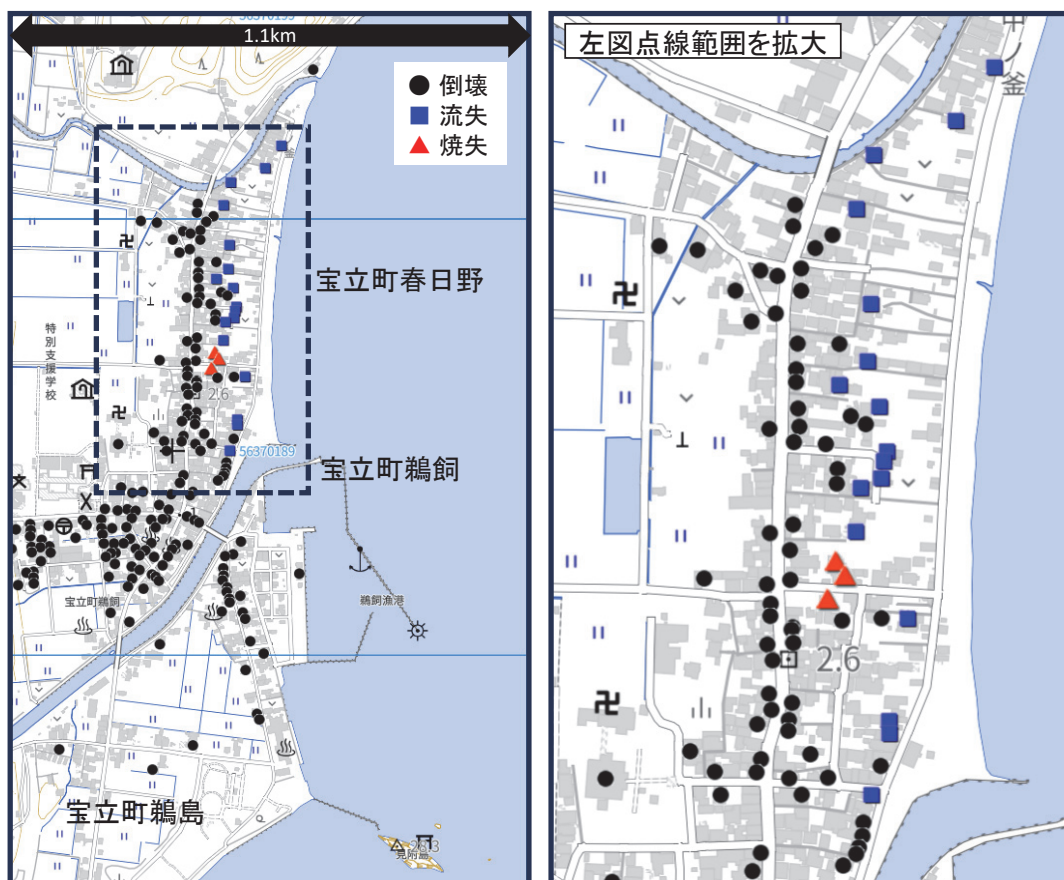 1.1km
倒壊
流失
焼失
宝立町春日野
特別支援学校
2.6
56370189
宝立町鵜飼
宝立町鵜飼
鵜飼漁港
宝立町鵜島
28.3
見附島
左図点線範囲を拡大
中ノ釜
2.6